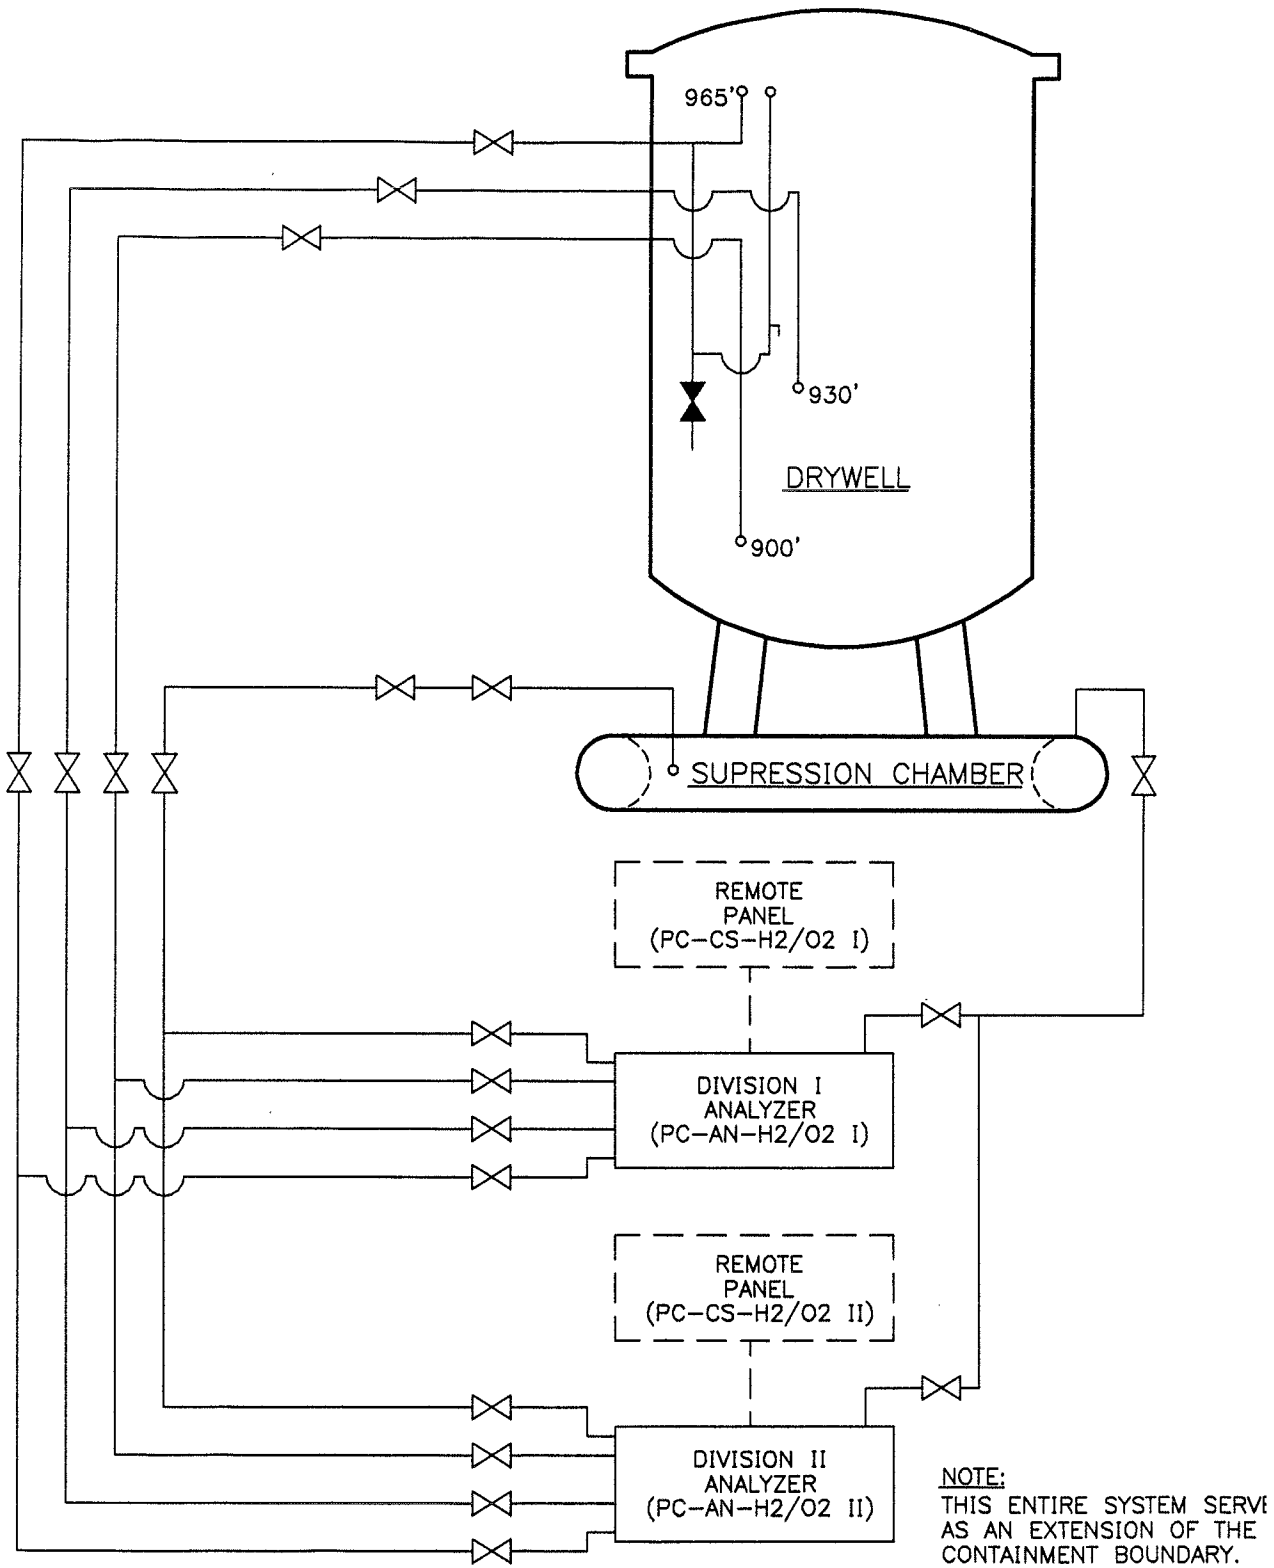 965'
930'
DRYWELL
900'
SUPRESSION CHAMBER
REMOTE
PANEL
(PC-CS-H2/O2 I)
DIVISION I
ANALYZER
(PC-AN-H2/O2 I)
REMOTE
PANEL
(PC-CS-H2/O2 II)
DIVISION II
ANALYZER
(PC-AN-H2/O2 II)
NOTE:
THIS ENTIRE SYSTEM SERVE
AS AN EXTENSION OF THE
CONTAINMENT BOUNDARY.